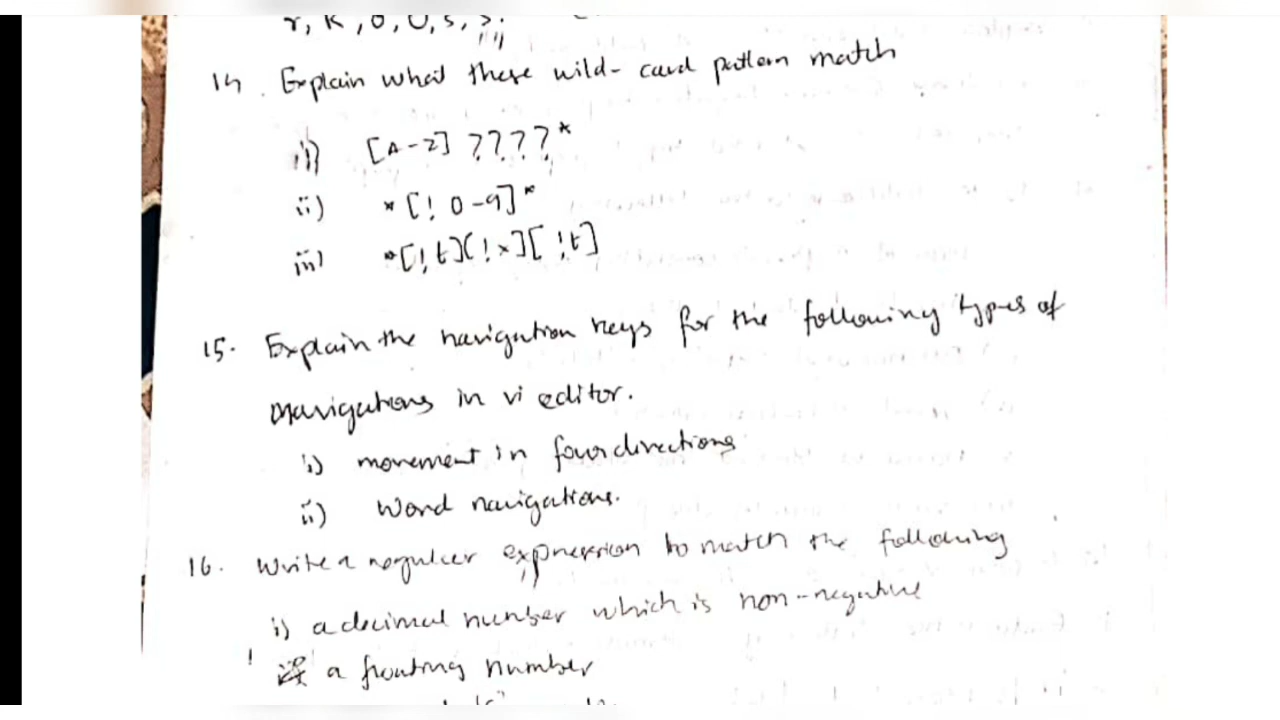 r, K, o, O, s, S.
14. Explain what these wild-card pattern match
i) [A-Z]????*
ii) *[!0-9]*
iii) *[!t][!x][!t]
15. Explain the navigation keys for the following types of
navigations in vi editor.
i) movement in four directions
ii) Word navigations.
16. Write a regular expression to match the following
i) a decimal number which is non-negative
a floating number